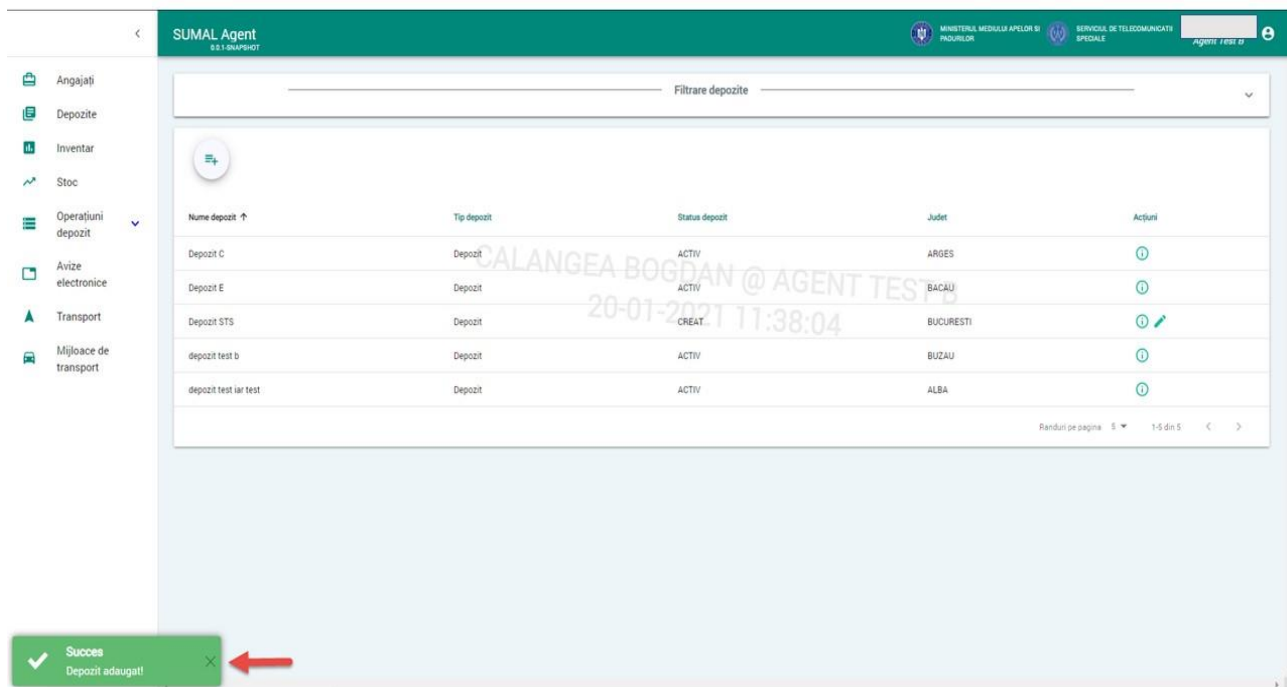 SUMAL Agent
0.0.1-SNAPSHOT
MINISTERUL MEDIULUI APELOR SI
PADURILOR
SERVICIUL DE TELECOMUNICATII
SPECIALE
Agent Test B
Angajați
Depozite
Inventar
Stoc
Operațiuni
depozit
Avize
electronice
Transport
Mijloace de
transport
Filtrare depozite
Nume depozit Tip depozit Status depozit Judet Acțiuni
Depozit C Depozit ACTIV ARGES
Depozit E Depozit ACTIV BACAU
Depozit STS Depozit CREAT BUCURESTI
depozit test b Depozit ACTIV BUZAU
depozit test iar test Depozit ACTIV ALBA
CALANGEA BOGDAN @ AGENT TEST B
20-01-2021 11:38:04
Randuri pe pagina 5 1-5 din 5
Succes
Depozit adaugat!